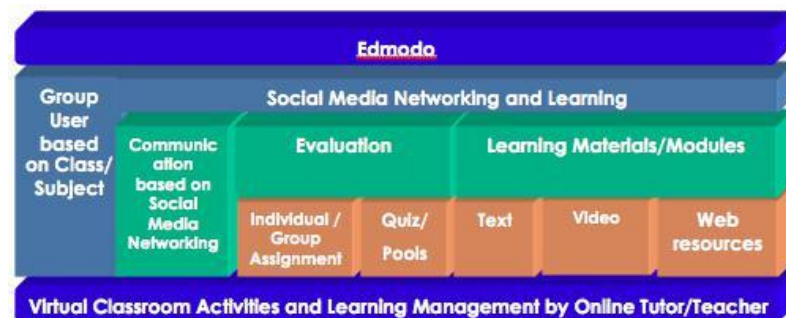 Edmodo
Group
User
based
on Class/
Subject
Social Media Networking and Learning
Communic
ation
based on
Social
Media
Networking
Evaluation
Learning Materials/Modules
Individual /
Group
Assignment
Quiz/
Pools
Text
Video
Web
resources
Virtual Classroom Activities and Learning Management by Online Tutor/Teacher